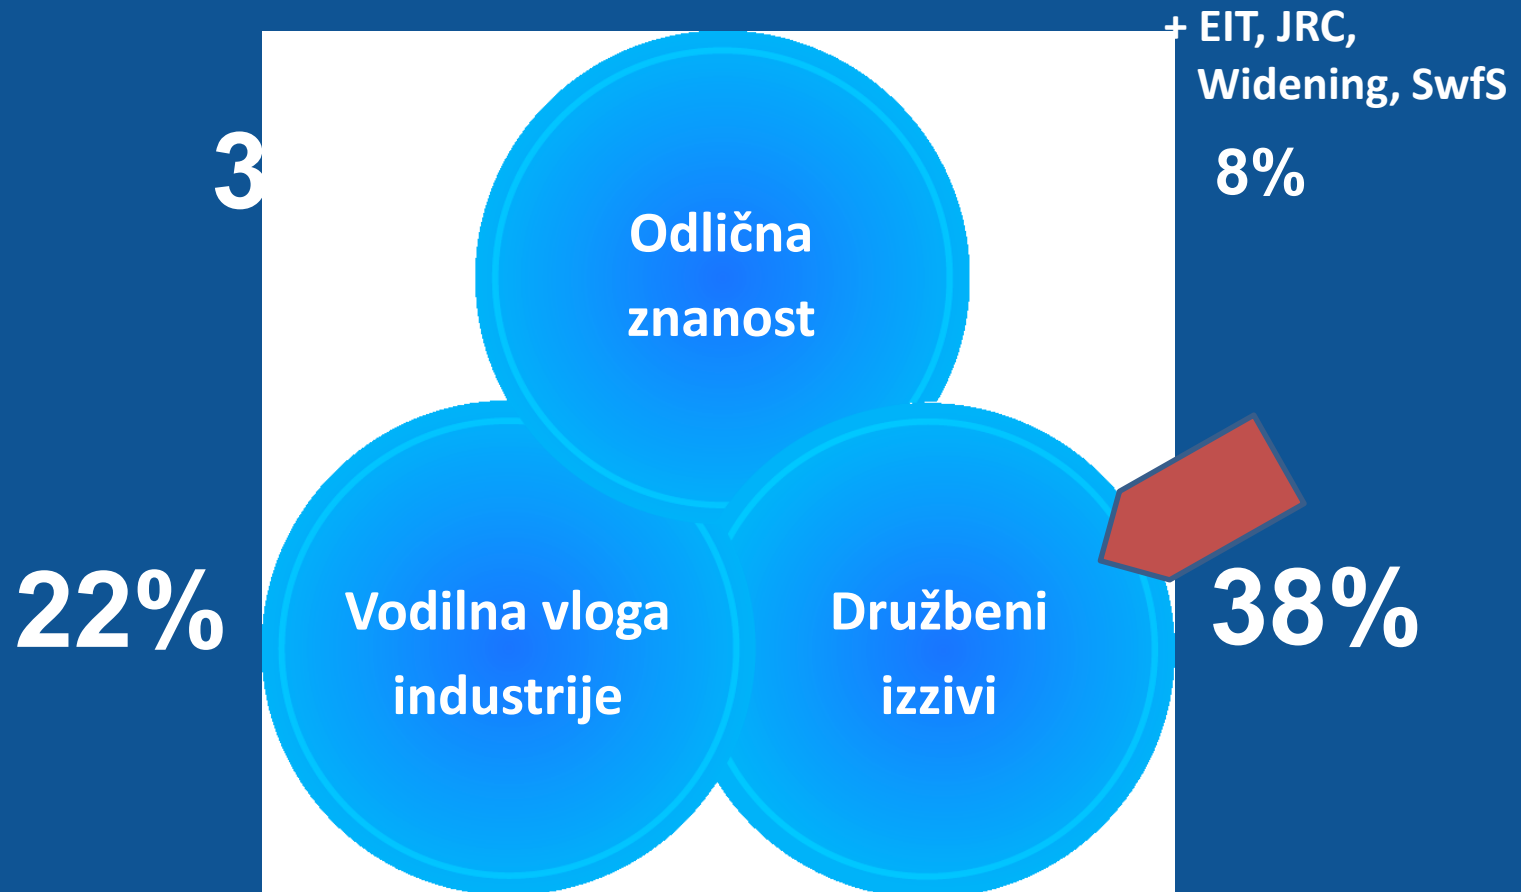 + EIT, JRC,
Widening, SwfS
3
8%
Odlična
znanost
22%
Vodilna vloga
industrije
Družbeni
izzivi
38%